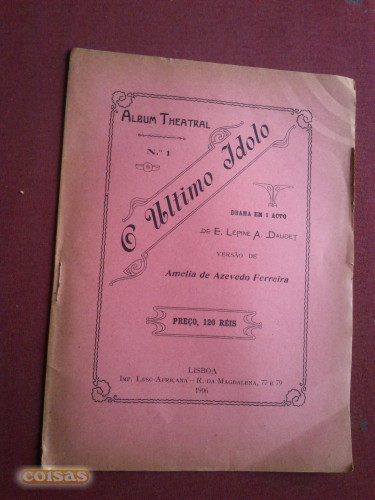 ALBUM THEATRAL
N.º 1
O Ultimo Idolo
DRAMA EM 1 ACTO
DE E. LEPINE A. DAUDET
VERSÃO DE
Amelia de Azevedo Ferreira
PREÇO, 120 RÉIS
LISBOA
IMP. LUSO-AFRICANA — R. DA MAGDALENA, 77 E 79
1906
coisas